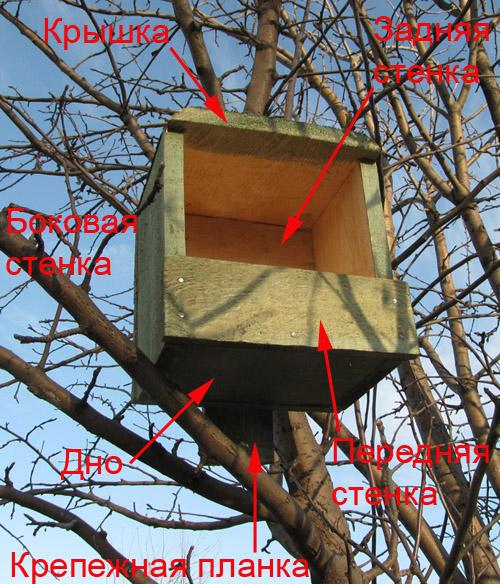 Крышка
Задняя
стенка
Боковая
стенка
Дно
Передняя
стенка
Крепежная планка